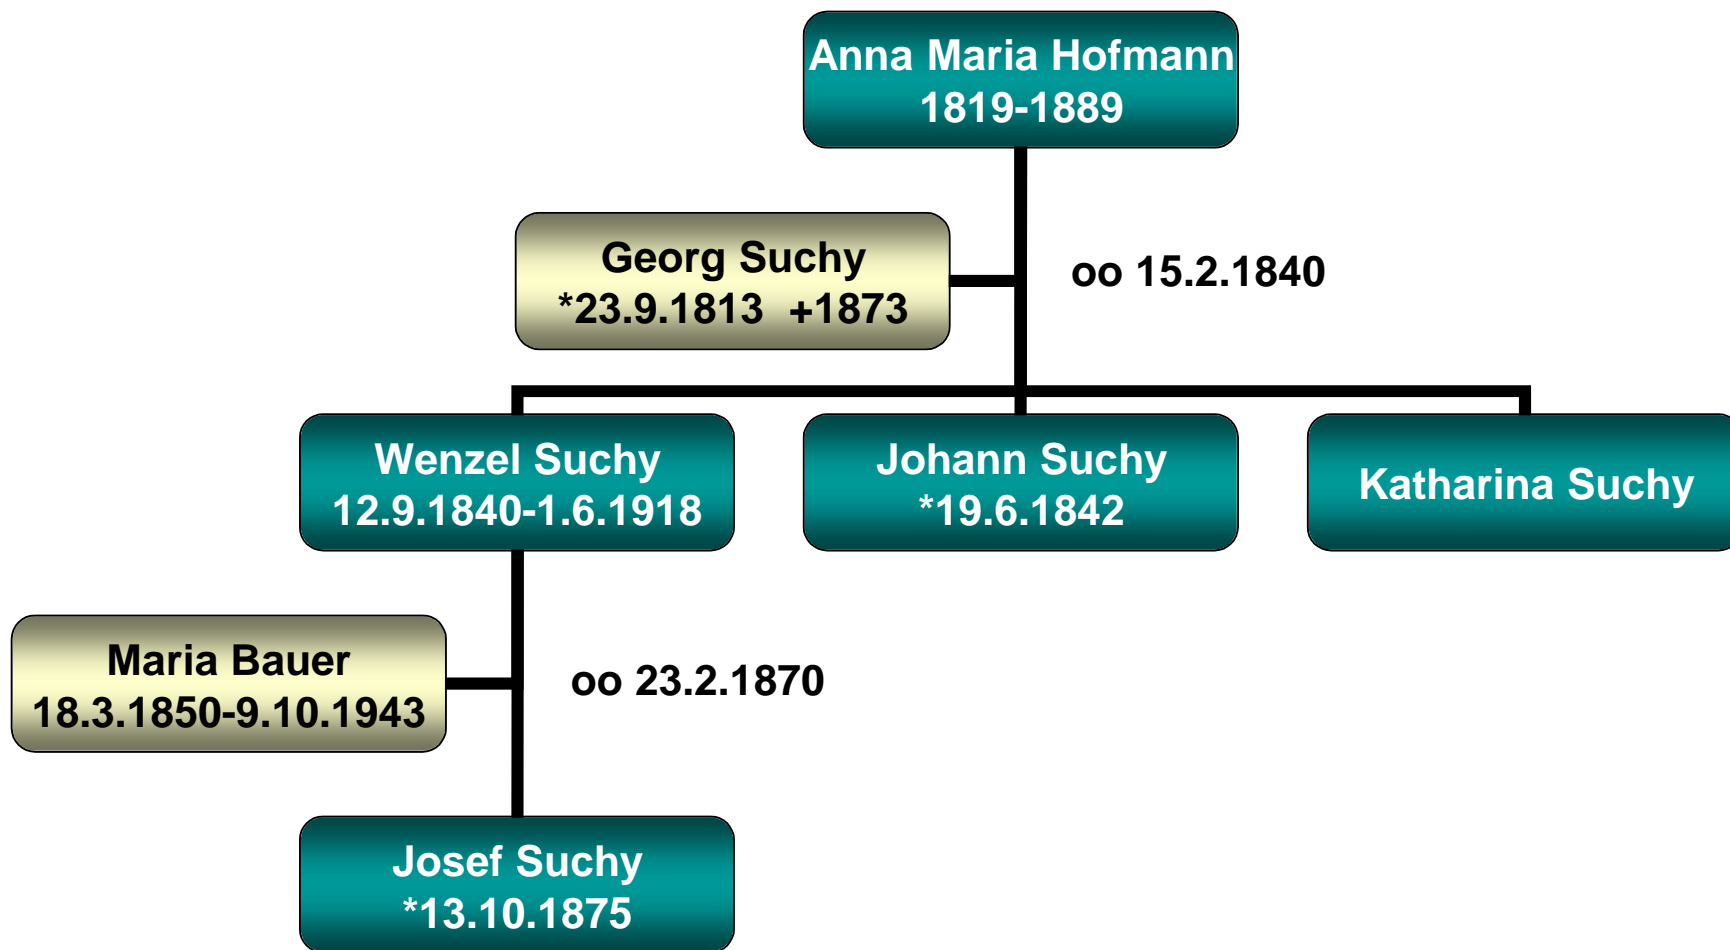 Anna Maria Hofmann
1819-1889
Georg Suchy
*23.9.1813  +1873
oo 15.2.1840
Wenzel Suchy
12.9.1840-1.6.1918
Johann Suchy
*19.6.1842
Katharina Suchy
Maria Bauer
18.3.1850-9.10.1943
oo 23.2.1870
Josef Suchy
*13.10.1875